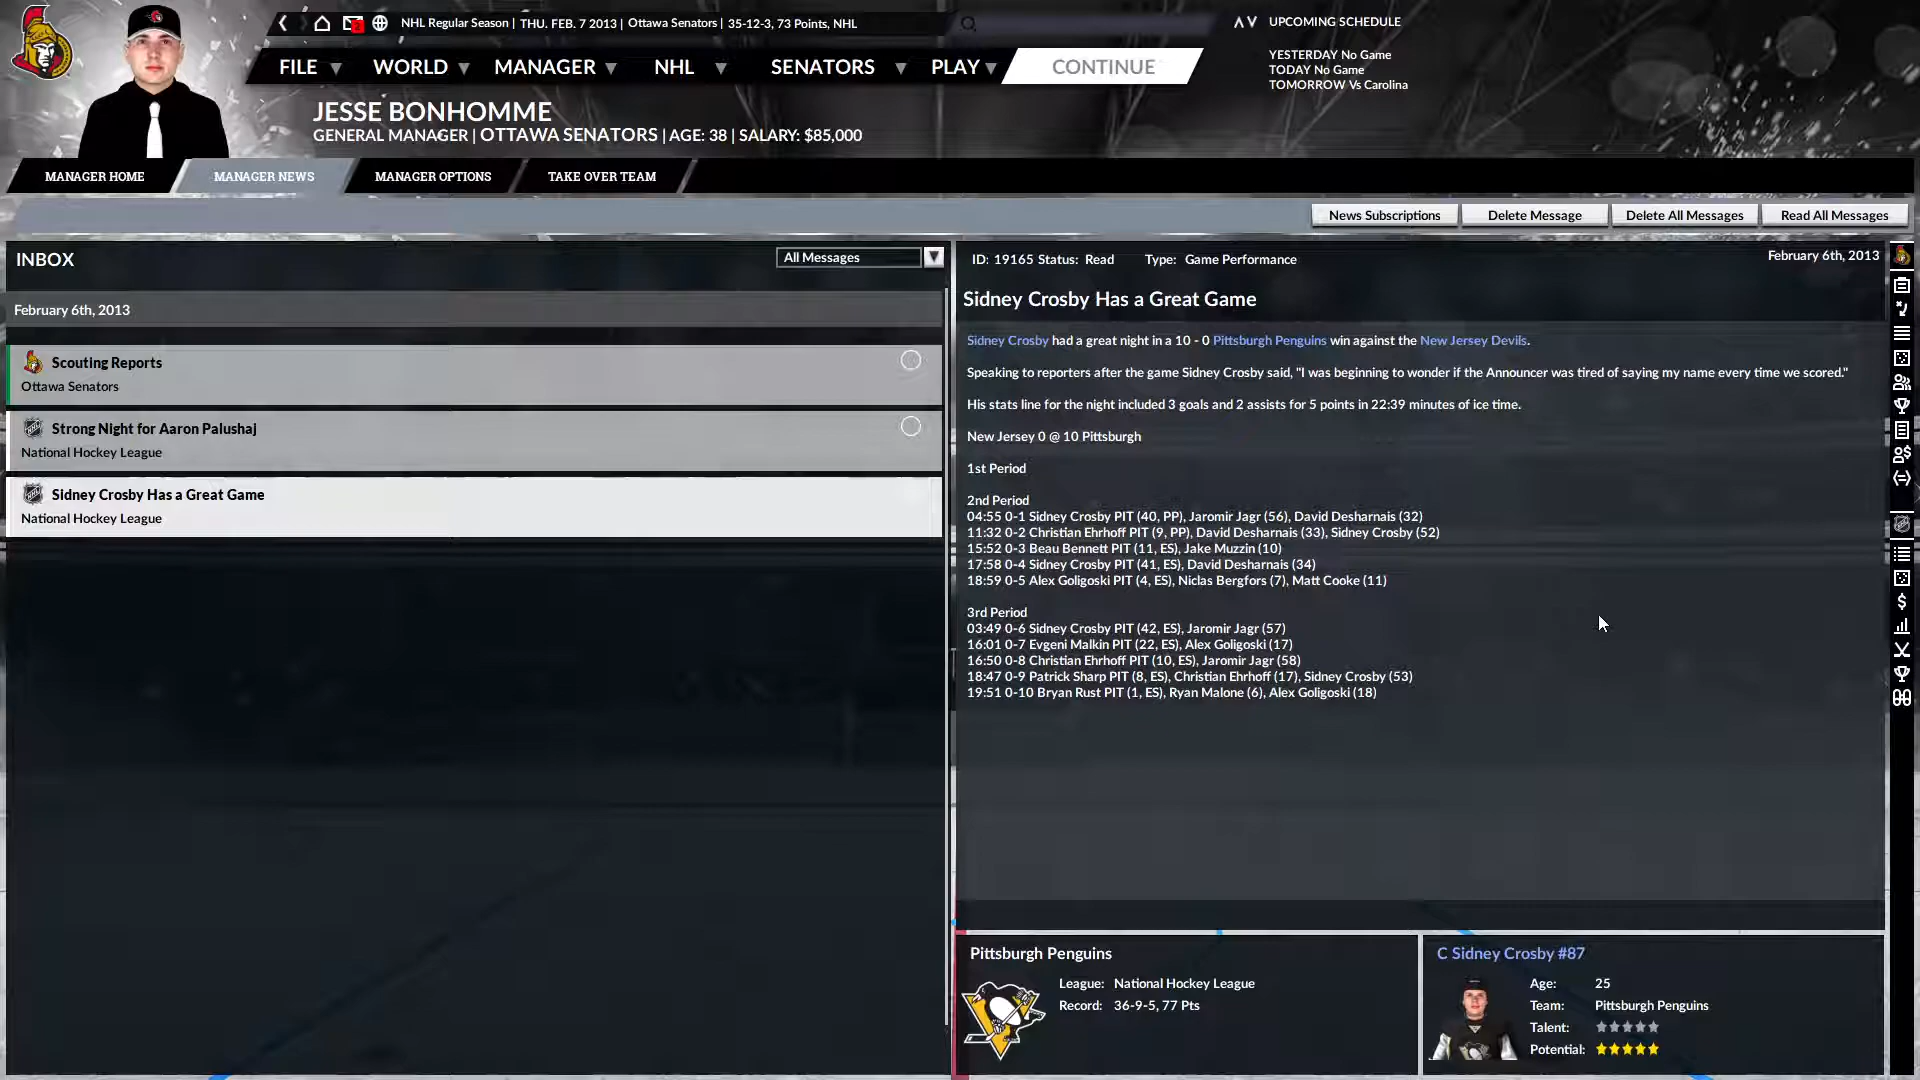 NHL Regular Season | THU. FEB. 7 2013 | Ottawa Senators | 35-12-3, 73 Points, NHL
UPCOMING SCHEDULE
YESTERDAY No Game
TODAY No Game
TOMORROW Vs Carolina
FILE WORLD MANAGER NHL SENATORS PLAY CONTINUE
JESSE BONHOMME
GENERAL MANAGER | OTTAWA SENATORS | AGE: 38 | SALARY: $85,000
MANAGER HOME MANAGER NEWS MANAGER OPTIONS TAKE OVER TEAM
News Subscriptions Delete Message Delete All Messages Read All Messages
INBOX
All Messages
February 6th, 2013
Scouting Reports
Ottawa Senators
Strong Night for Aaron Palushaj
National Hockey League
Sidney Crosby Has a Great Game
National Hockey League
ID: 19165 Status: Read Type: Game Performance
February 6th, 2013
Sidney Crosby Has a Great Game
Sidney Crosby had a great night in a 10 - 0 Pittsburgh Penguins win against the New Jersey Devils.
Speaking to reporters after the game Sidney Crosby said, "I was beginning to wonder if the Announcer was tired of saying my name every time we scored."
His stats line for the night included 3 goals and 2 assists for 5 points in 22:39 minutes of ice time.
New Jersey 0 @ 10 Pittsburgh
1st Period
2nd Period
04:55 0-1 Sidney Crosby PIT (40, PP), Jaromir Jagr (56), David Desharnais (32)
11:32 0-2 Christian Ehrhoff PIT (9, PP), David Desharnais (33), Sidney Crosby (52)
15:52 0-3 Beau Bennett PIT (11, ES), Jake Muzzin (10)
17:58 0-4 Sidney Crosby PIT (41, ES), David Desharnais (34)
18:59 0-5 Alex Goligoski PIT (4, ES), Niclas Bergfors (7), Matt Cooke (11)
3rd Period
03:49 0-6 Sidney Crosby PIT (42, ES), Jaromir Jagr (57)
16:01 0-7 Evgeni Malkin PIT (22, ES), Alex Goligoski (17)
16:50 0-8 Christian Ehrhoff PIT (10, ES), Jaromir Jagr (58)
18:47 0-9 Patrick Sharp PIT (8, ES), Christian Ehrhoff (17), Sidney Crosby (53)
19:51 0-10 Bryan Rust PIT (1, ES), Ryan Malone (6), Alex Goligoski (18)
Pittsburgh Penguins
League: National Hockey League
Record: 36-9-5, 77 Pts
C Sidney Crosby #87
Age: 25
Team: Pittsburgh Penguins
Talent:
Potential: